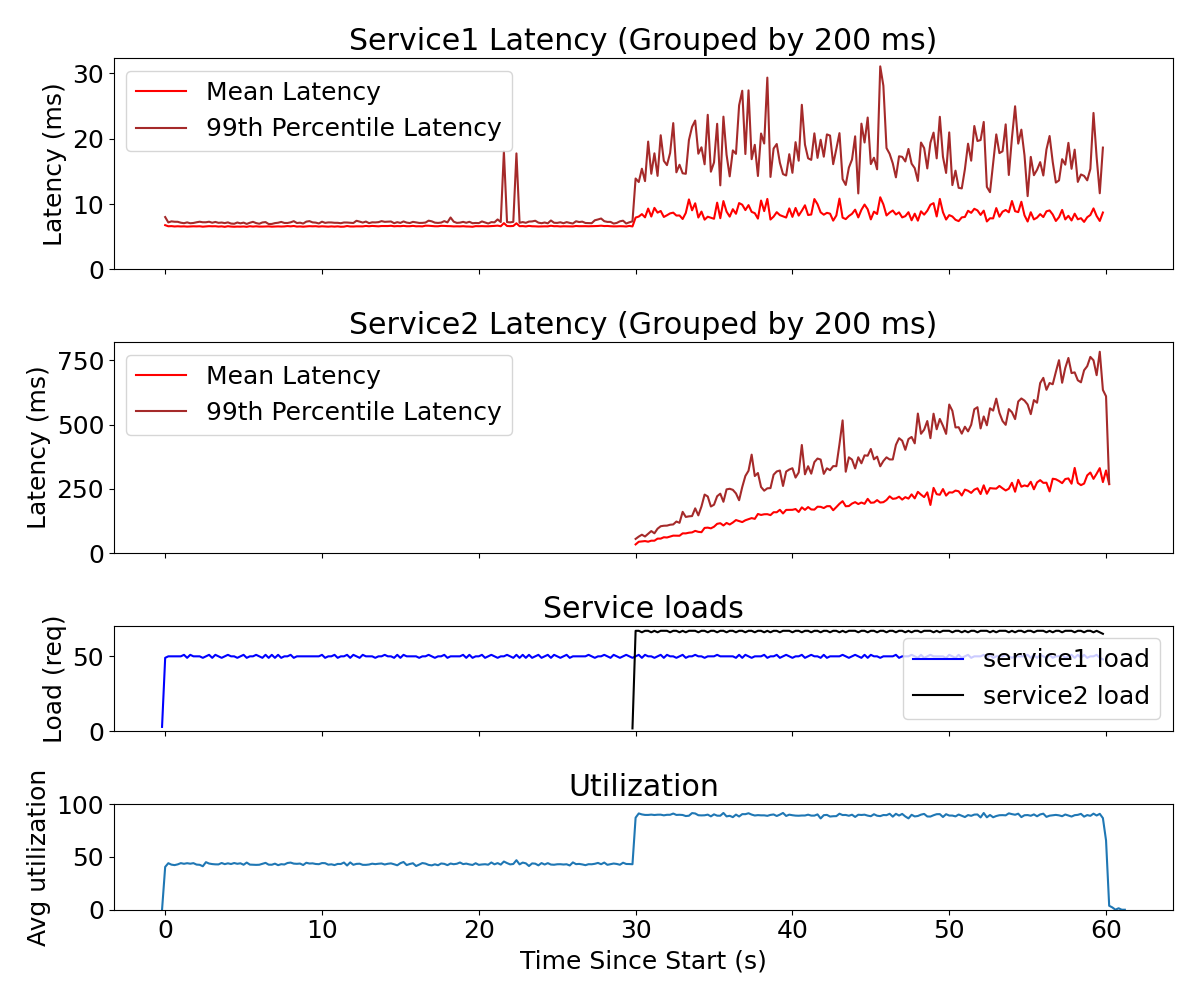 Service1 Latency (Grouped by 200 ms)
Latency (ms)
30
20
10
0
Mean Latency
99th Percentile Latency
Service2 Latency (Grouped by 200 ms)
Latency (ms)
750
500
250
0
Mean Latency
99th Percentile Latency
Service loads
Load (req)
50
0
service1 load
service2 load
Utilization
Avg utilization
100
50
0
0 10 20 30 40 50 60
Time Since Start (s)